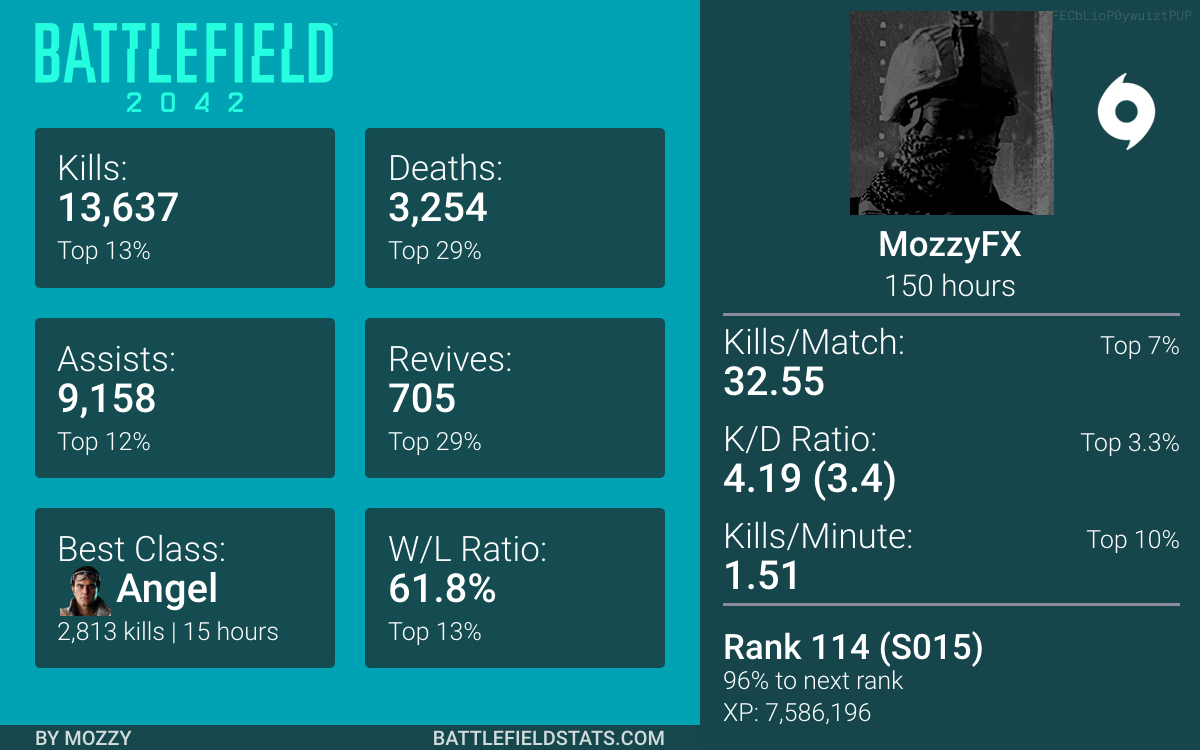 BATTLEFIELD™
2042
Kills:
13,637
Top 13%
Deaths:
3,254
Top 29%
Assists:
9,158
Top 12%
Revives:
705
Top 29%
Best Class:
Angel
2,813 kills | 15 hours
W/L Ratio:
61.8%
Top 13%
BY MOZZY
BATTLEFIELDSTATS.COM
FECbLioP0ywuiztPUP
MozzyFX
150 hours
Kills/Match:
Top 7%
32.55
K/D Ratio:
Top 3.3%
4.19 (3.4)
Kills/Minute:
Top 10%
1.51
Rank 114 (S015)
96% to next rank
XP: 7,586,196